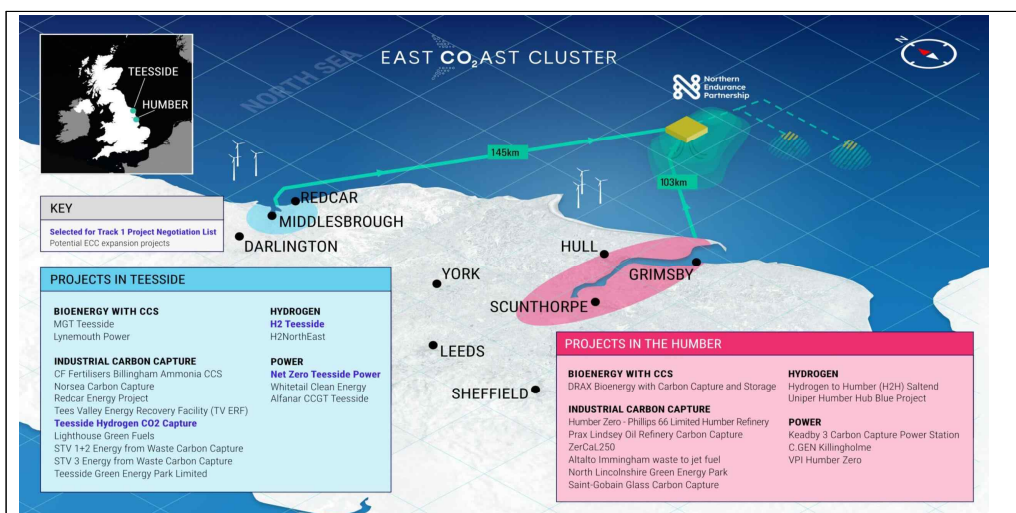 EAST CO₂AST CLUSTER
N
NORTH SEA
TEESSIDE
HUMBER
Northern
Endurance
Partnership
145km
103km
REDCAR
MIDDLESBROUGH
DARLINGTON
HULL
GRIMSBY
YORK
SCUNTHORPE
LEEDS
SHEFFIELD
KEY
Selected for Track 1 Project Negotiation List
Potential ECC expansion projects
PROJECTS IN TEESSIDE
BIOENERGY WITH CCS
MGT Teesside
Lynemouth Power
INDUSTRIAL CARBON CAPTURE
CF Fertilisers Billingham Ammonia CCS
Norsea Carbon Capture
Redcar Energy Project
Tees Valley Energy Recovery Facility (TV ERF)
Teesside Hydrogen CO2 Capture
Lighthouse Green Fuels
STV 1+2 Energy from Waste Carbon Capture
STV 3 Energy from Waste Carbon Capture
Teesside Green Energy Park Limited
HYDROGEN
H2 Teesside
H2NorthEast
POWER
Net Zero Teesside Power
Whitetail Clean Energy
Alfanar CCGT Teesside
PROJECTS IN THE HUMBER
BIOENERGY WITH CCS
DRAX Bioenergy with Carbon Capture and Storage
INDUSTRIAL CARBON CAPTURE
Humber Zero - Phillips 66 Limited Humber Refinery
Prax Lindsey Oil Refinery Carbon Capture
ZerCaL250
Altalto Immingham waste to jet fuel
North Lincolnshire Green Energy Park
Saint-Gobain Glass Carbon Capture
HYDROGEN
Hydrogen to Humber (H2H) Saltend
Uniper Humber Hub Blue Project
POWER
Keadby 3 Carbon Capture Power Station
C.GEN Killingholme
VPI Humber Zero